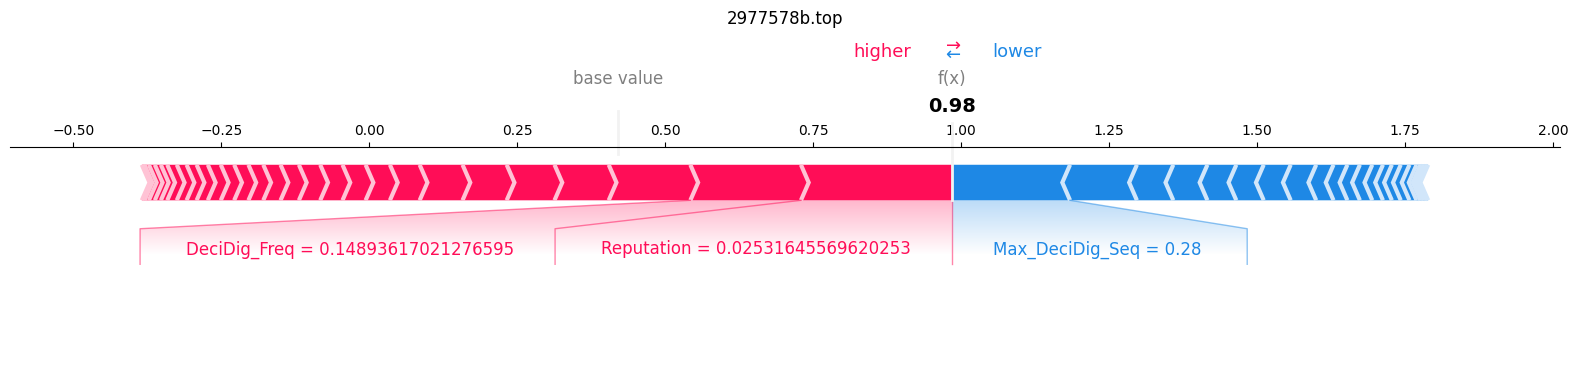 2977578b.top
higher ⇄ lower
base value f(x)
0.98
−0.50 −0.25 0.00 0.25 0.50 0.75 1.00 1.25 1.50 1.75 2.00
DeciDig_Freq = 0.14893617021276595 Reputation = 0.02531645569620253 Max_DeciDig_Seq = 0.28